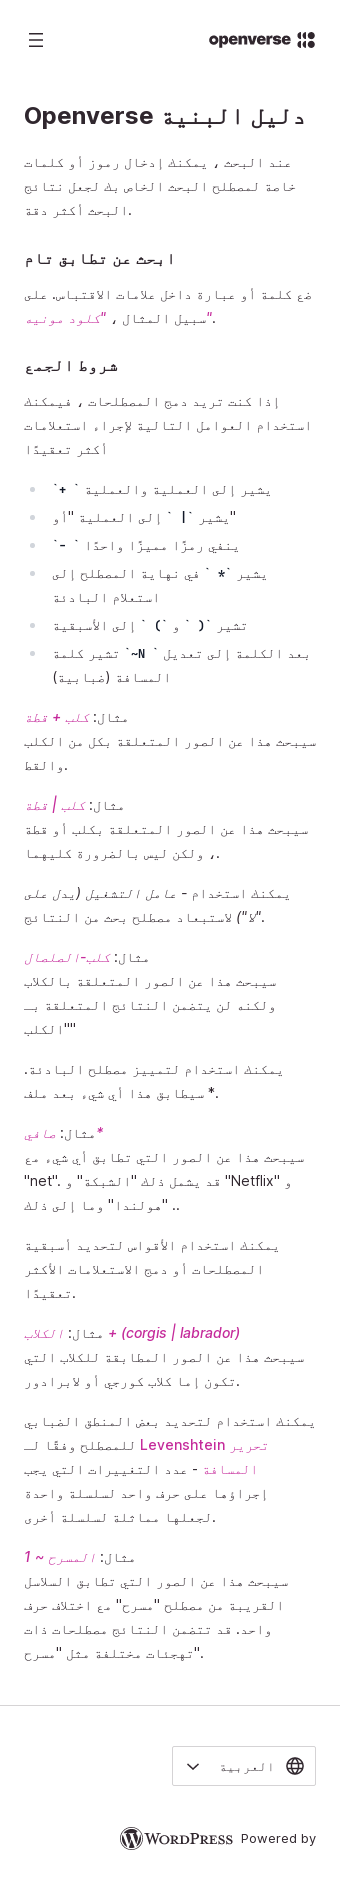 openverse
دليل البنية Openverse
عند البحث ، يمكنك إدخال رموز أو كلمات
خاصة لمصطلح البحث الخاص بك لجعل نتائج
البحث أكثر دقة.
ابحث عن تطابق تام
ضع كلمة أو عبارة داخل علامات الاقتباس. على
سبيل المثال ، "كلود مونيه".
شروط الجمع
إذا كنت تريد دمج المصطلحات ، فيمكنك
استخدام العوامل التالية لإجراء استعلامات
أكثر تعقيدًا
` + ` يشير إلى العملية والعملية
يشير ` | ` إلى العملية "أو"
` - ` ينفي رمزًا مميزًا واحدًا
يشير ` * ` في نهاية المصطلح إلى
استعلام البادئة
تشير ` ( ` و ` ) ` إلى الأسبقية
بعد الكلمة إلى تعديل ` ~N ` تشير كلمة
المسافة (ضبابية)
مثال: كلب + قطة
سيبحث هذا عن الصور المتعلقة بكل من الكلب
والقط.
مثال: كلب | قطة
سيبحث هذا عن الصور المتعلقة بكلب أو قطة
، ولكن ليس بالضرورة كليهما.
يمكنك استخدام - عامل التشغيل (يدل على
"لا") لاستبعاد مصطلح بحث من النتائج.
مثال: كلب-الصلصال
سيبحث هذا عن الصور المتعلقة بالكلاب
ولكنه لن يتضمن النتائج المتعلقة بـ
"الكلب"
يمكنك استخدام لتمييز مصطلح البادئة.
سيطابق هذا أي شيء بعد ملف *.
مثال: صافي*
سيبحث هذا عن الصور التي تطابق أي شيء مع
"net". قد يشمل ذلك "الشبكة" و "Netflix" و
"هولندا" وما إلى ذلك ..
يمكنك استخدام الأقواس لتحديد أسبقية
المصطلحات أو دمج الاستعلامات الأكثر
تعقيدًا.
مثال: الكلاب + (corgis | labrador)
سيبحث هذا عن الصور المطابقة للكلاب التي
تكون إما كلاب كورجي أو لابرادور.
يمكنك استخدام لتحديد بعض المنطق الضبابي
للمصطلح وفقًا لـ Levenshtein تحرير
المسافة - عدد التغييرات التي يجب
إجراؤها على حرف واحد لسلسلة واحدة
لجعلها مماثلة لسلسلة أخرى.
مثال: المسرح ~ 1
سيبحث هذا عن الصور التي تطابق السلاسل
القريبة من مصطلح "مسرح" مع اختلاف حرف
واحد. قد تتضمن النتائج مصطلحات ذات
تهجئات مختلفة مثل "مسرح".
العربية
Powered by WORDPRESS